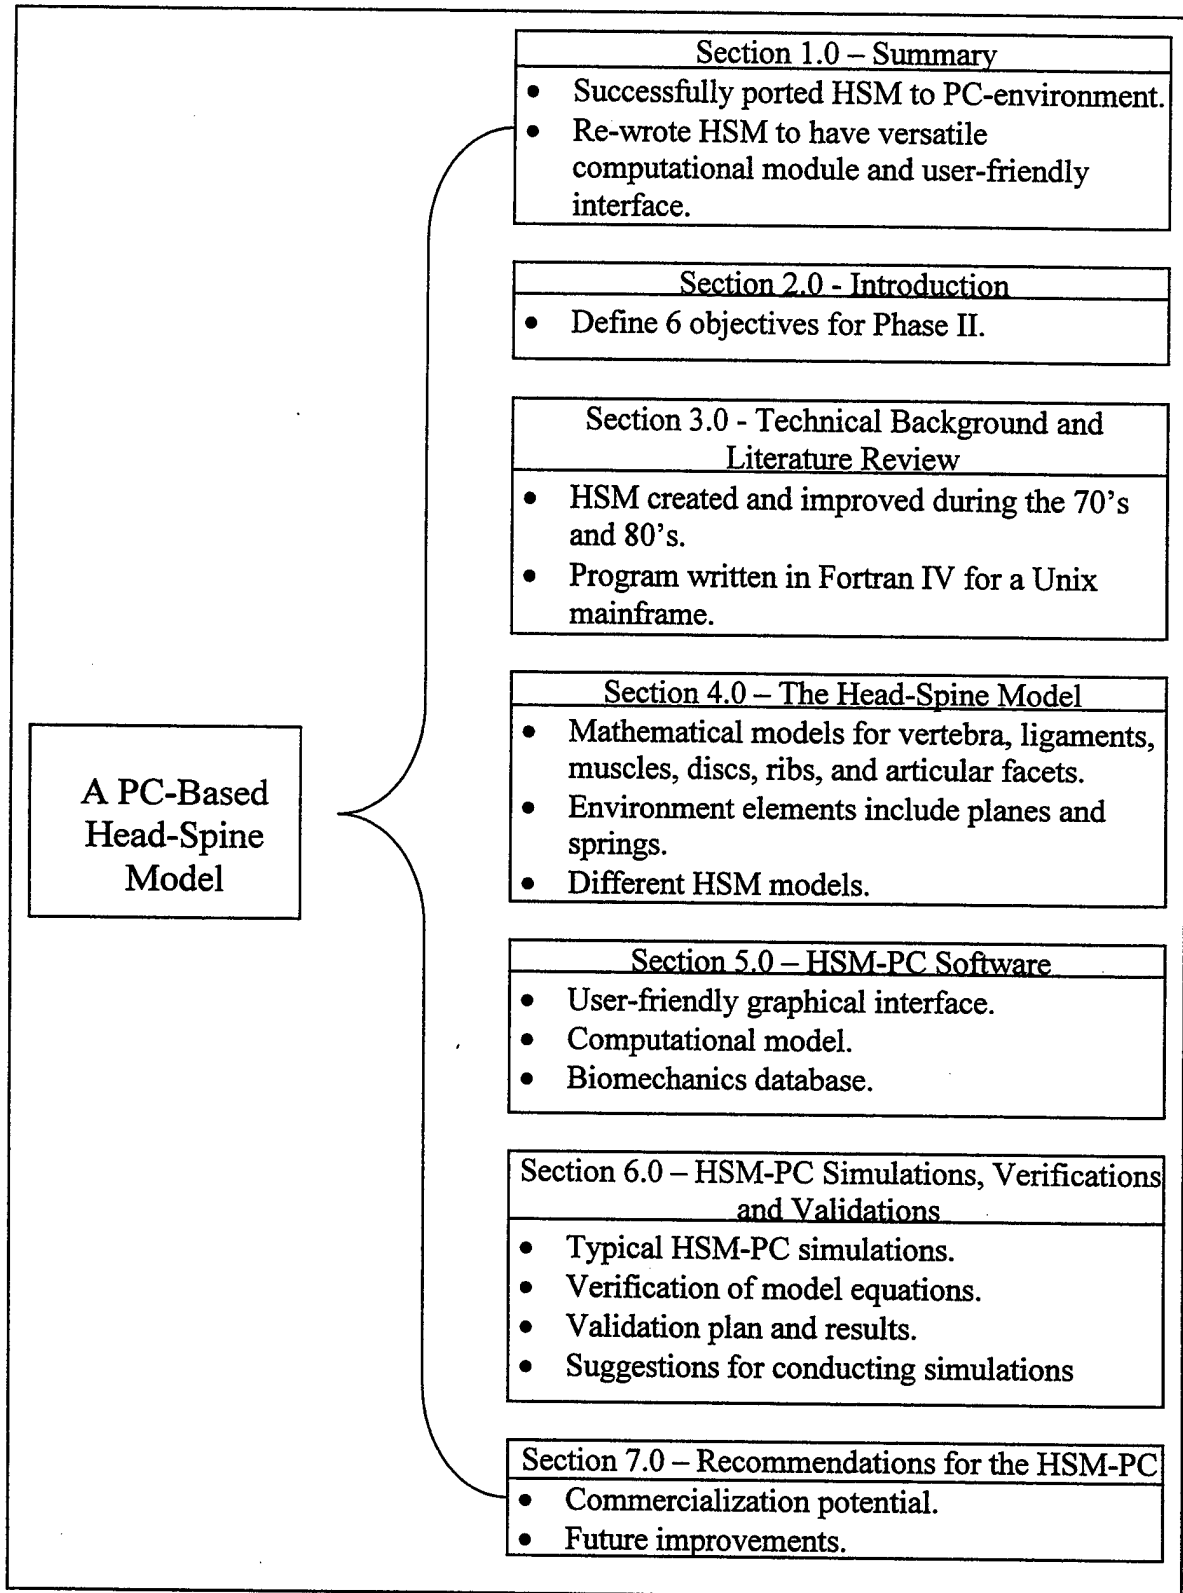 Section 1.0 – Summary
• Successfully ported HSM to PC-environment.
• Re-wrote HSM to have versatile
computational module and user-friendly
interface.
Section 2.0 - Introduction
• Define 6 objectives for Phase II.
Section 3.0 - Technical Background and
Literature Review
• HSM created and improved during the 70's
and 80's.
• Program written in Fortran IV for a Unix
mainframe.
Section 4.0 – The Head-Spine Model
• Mathematical models for vertebra, ligaments,
muscles, discs, ribs, and articular facets.
• Environment elements include planes and
springs.
• Different HSM models.
A PC-Based
Head-Spine
Model
Section 5.0 – HSM-PC Software
• User-friendly graphical interface.
• Computational model.
• Biomechanics database.
Section 6.0 – HSM-PC Simulations, Verifications
and Validations
• Typical HSM-PC simulations.
• Verification of model equations.
• Validation plan and results.
• Suggestions for conducting simulations
Section 7.0 – Recommendations for the HSM-PC
• Commercialization potential.
• Future improvements.